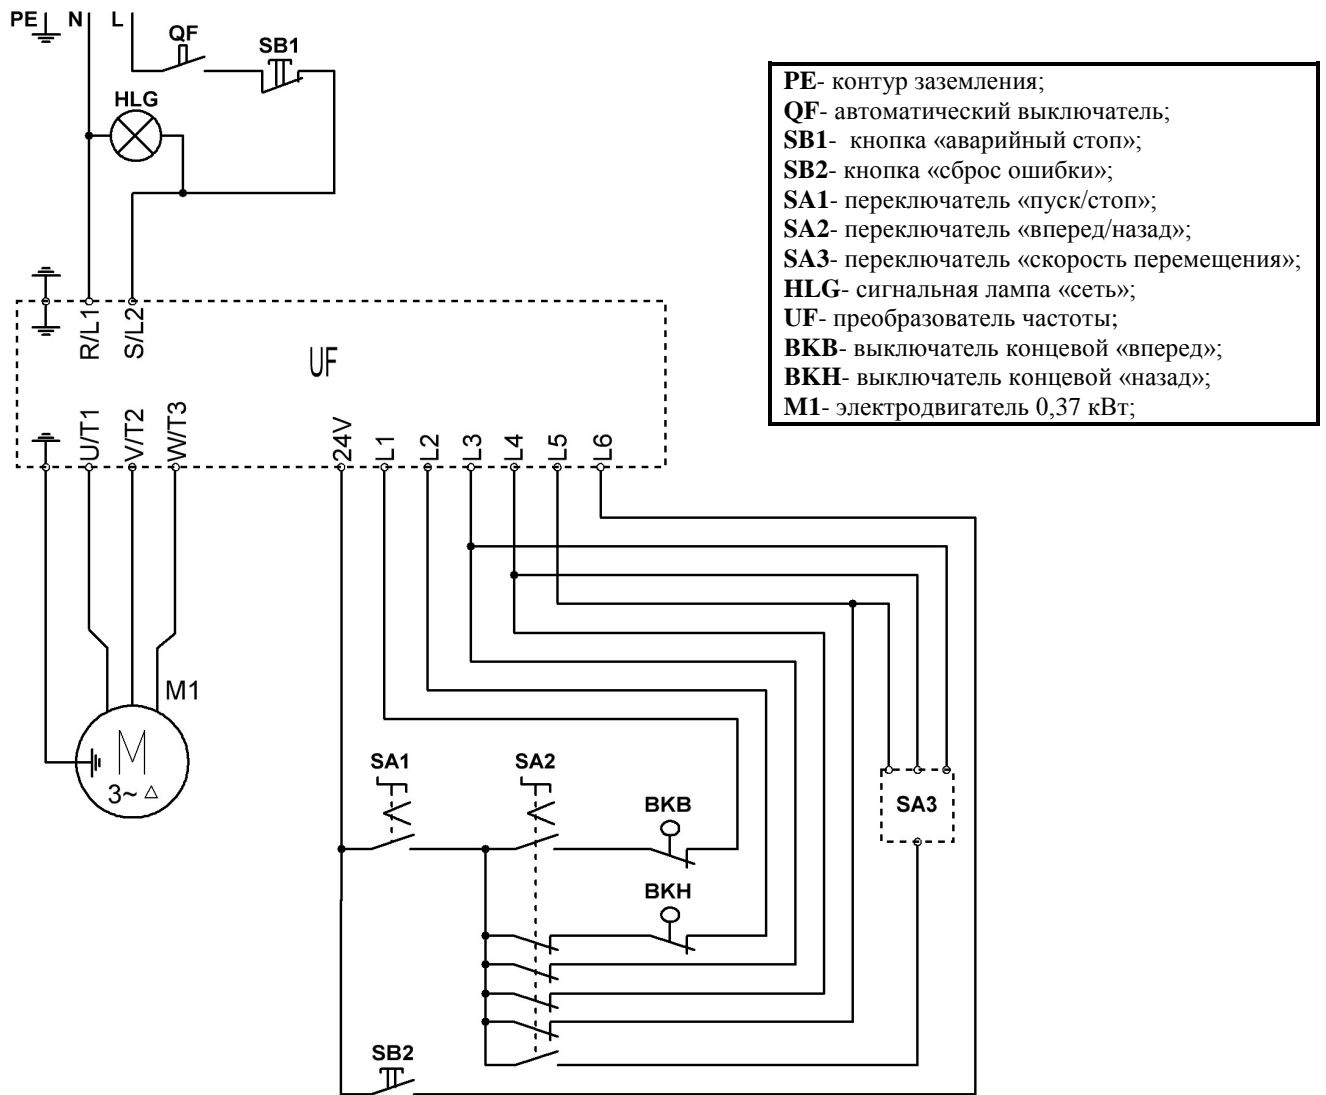 PE N L
QF
SB1
HLG
PE- контур заземления;
QF- автоматический выключатель;
SB1- кнопка «аварийный стоп»;
SB2- кнопка «сброс ошибки»;
SA1- переключатель «пуск/стоп»;
SA2- переключатель «вперед/назад»;
SA3- переключатель «скорость перемещения»;
HLG- сигнальная лампа «сеть»;
UF- преобразователь частоты;
BKB- выключатель концевой «вперед»;
BKH- выключатель концевой «назад»;
M1- электродвигатель 0,37 кВт;
R/L1 S/L2
UF
U/T1 V/T2 W/T3 24V L1 L2 L3 L4 L5 L6
M1
M
3~ △
SA1 SA2
BKB
SA3
BKH
SB2